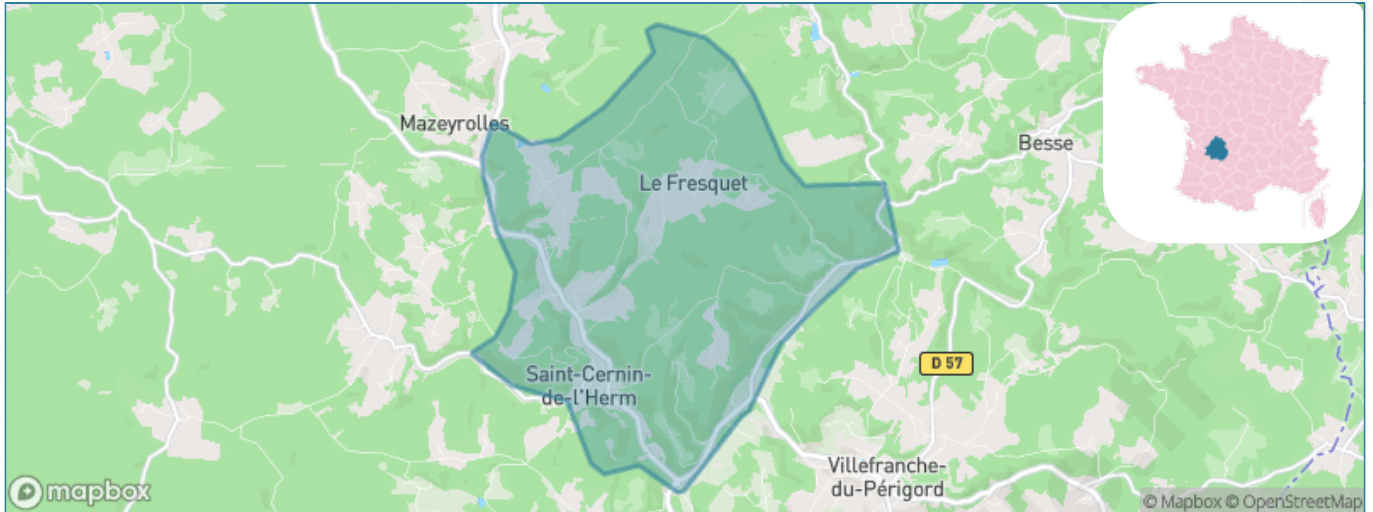 Mazeyrolles
Besse
Le Fresquet
D 57
Saint-Cernin-
de-l'Herm
Villefranche-
du-Périgord
mapbox
© Mapbox © OpenStreetMap